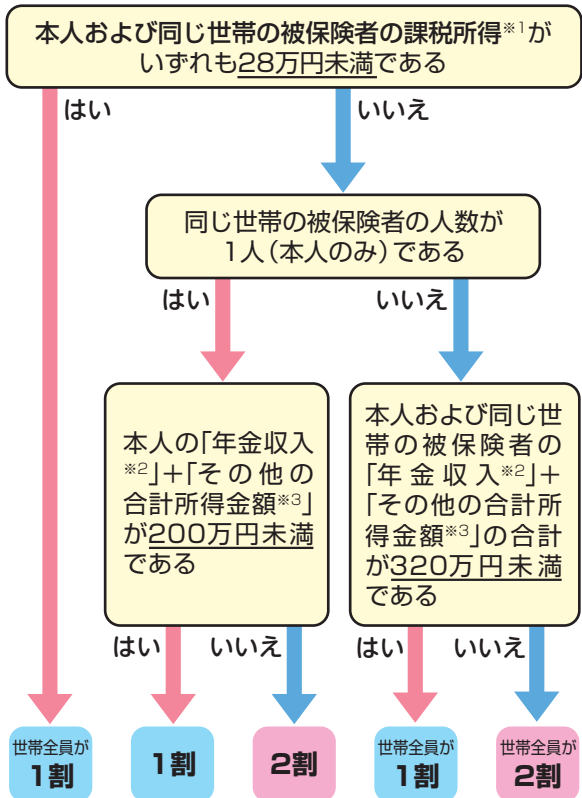 本人および同じ世帯の被保険者の課税所得※1が
いずれも28万円未満である
はい
いいえ
同じ世帯の被保険者の人数が
1人(本人のみ)である
はい
いいえ
本人の「年金収入
※2」+「その他の
合計所得金額※3」
が200万円未満
である
本人および同じ世
帯の被保険者の
「年金収入※2」+
「その他の合計所
得金額※3」の合計
が320万円未満
である
はい
いいえ
はい
いいえ
世帯全員が
1割
1割
2割
世帯全員が
1割
世帯全員が
2割